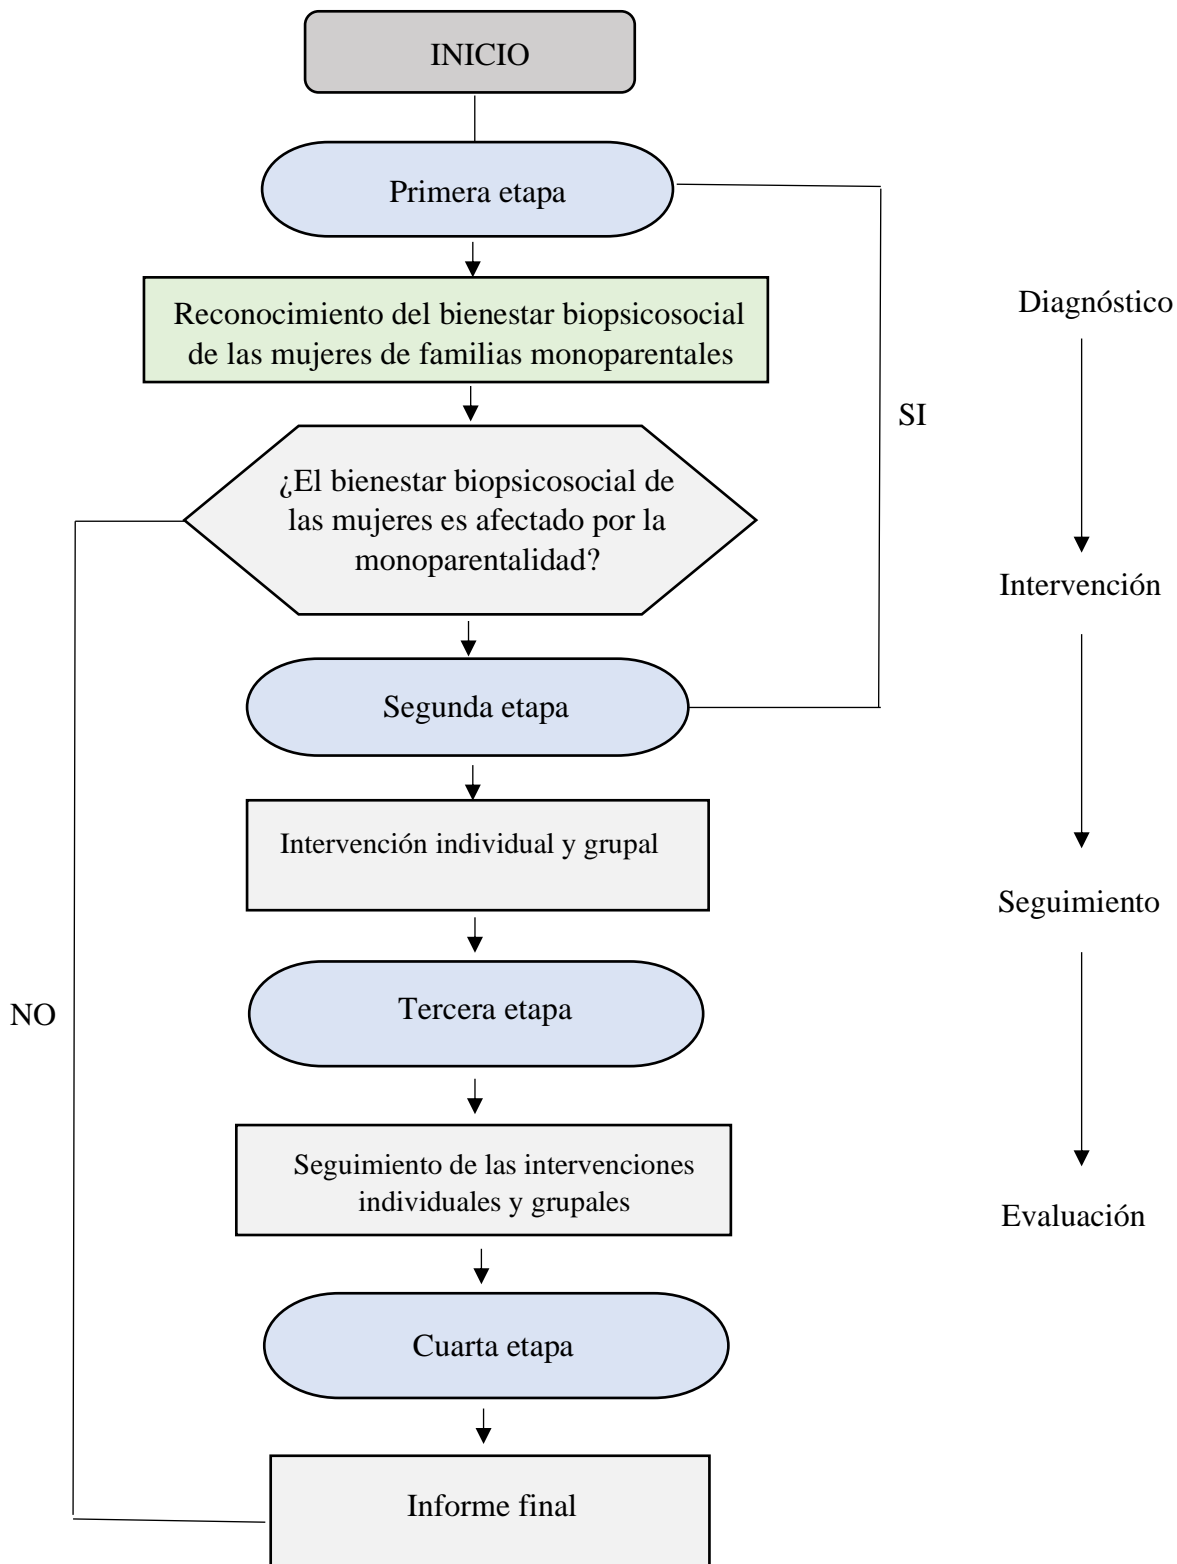 INICIO
Primera etapa
Reconocimiento del bienestar biopsicosocial
de las mujeres de familias monoparentales
Diagnóstico
SI
¿El bienestar biopsicosocial de
las mujeres es afectado por la
monoparentalidad?
Intervención
Segunda etapa
Intervención individual y grupal
Seguimiento
NO
Tercera etapa
Seguimiento de las intervenciones
individuales y grupales
Evaluación
Cuarta etapa
Informe final